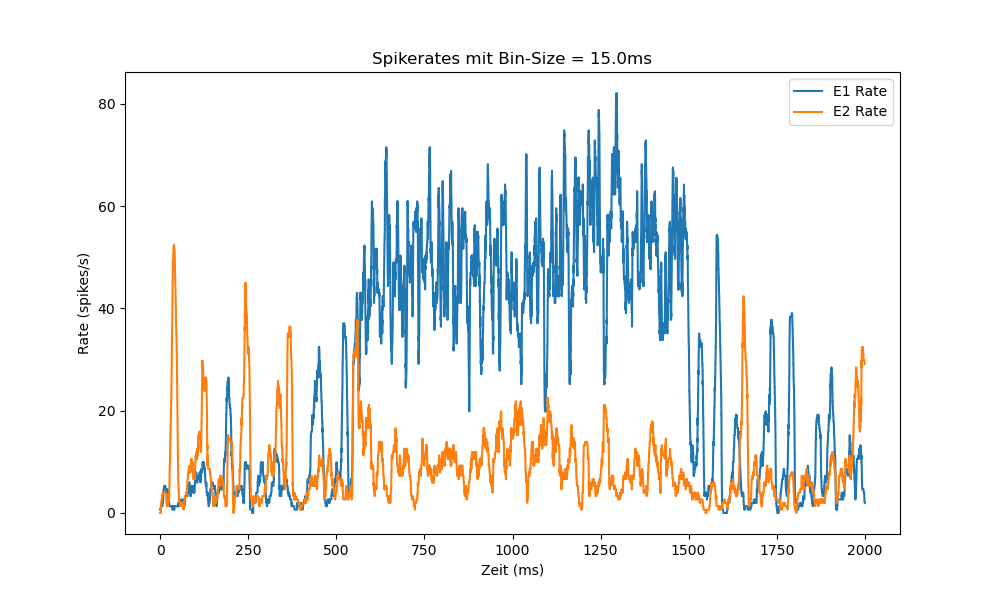 Spikerates mit Bin-Size = 15.0ms
E1 Rate
E2 Rate
Rate (spikes/s)
80
60
40
20
0
0 250 500 750 1000 1250 1500 1750 2000
Zeit (ms)